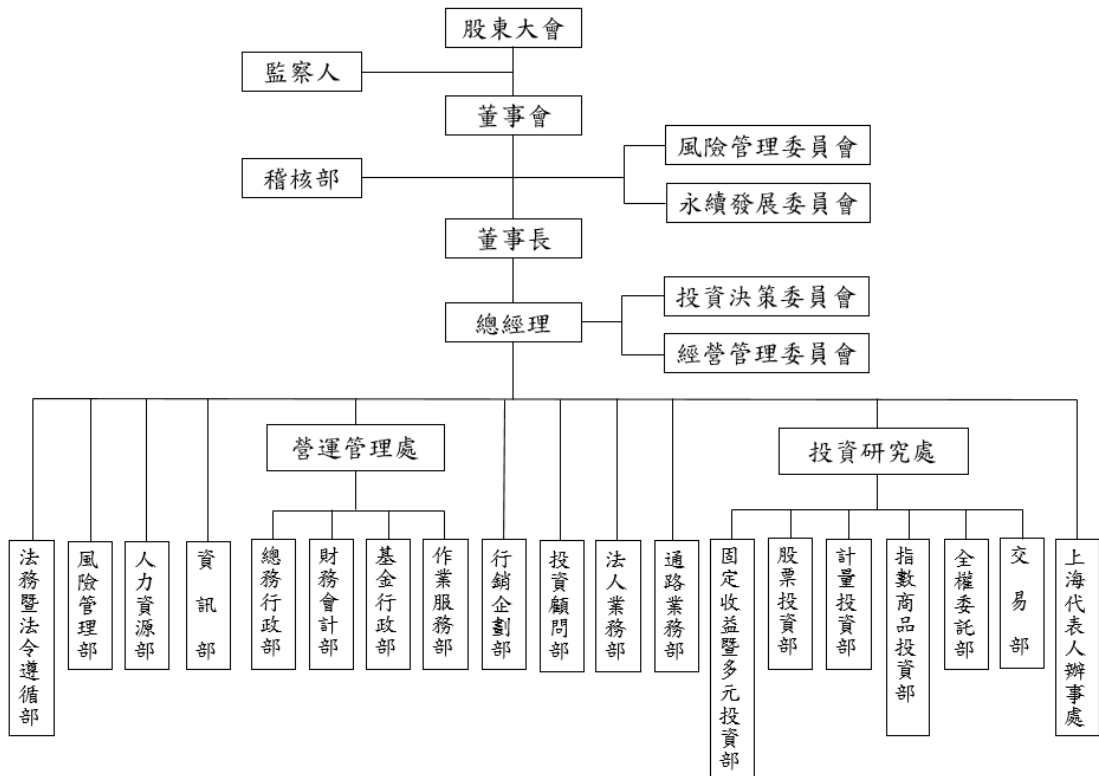 股東大會
監察人
董事會
風險管理委員會
稽核部
永續發展委員會
董事長
投資決策委員會
總經理
經營管理委員會
營運管理處
投資研究處
法務暨法令遵循部
風險管理部
人力資源部
資訊部
總務行政部
財務會計部
基金行政部
作業服務部
行銷企劃部
投資顧問部
法人業務部
通路業務部
固定收益暨多元投資部
股票投資部
計量投資部
指數商品投資部
全權委託部
交易部
上海代表人辦事處